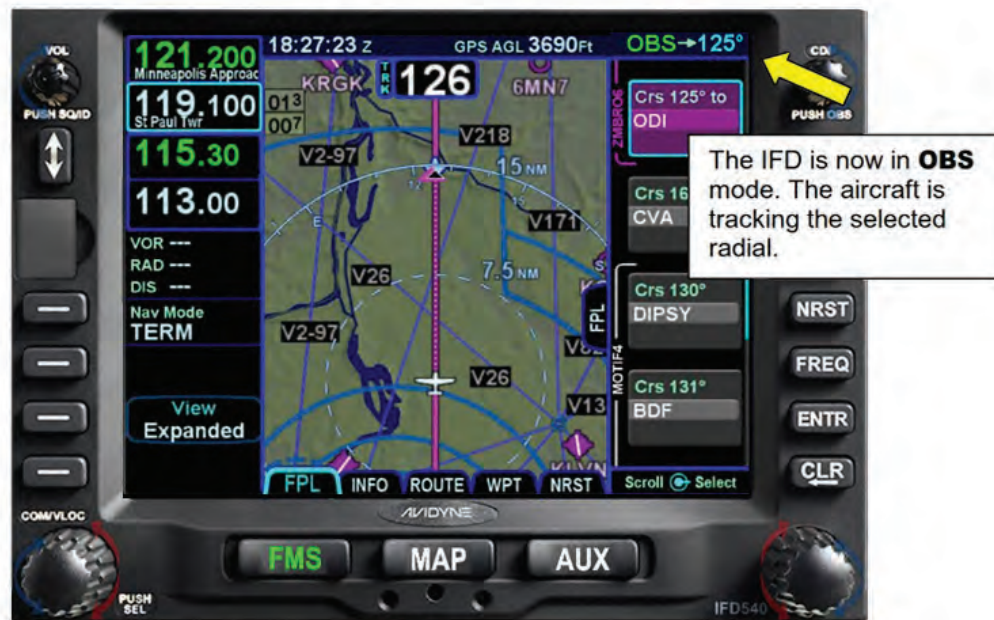 VOL
PUSH SQ/ID
121.200
Minneapolis Approac
119.100
St Paul Twr
115.30
113.00
VOR ---
RAD ---
DIS ---
Nav Mode
TERM
View
Expanded
18:27:23 Z
GPS AGL 3690Ft
OBS→125°
KRGK
TRK
126
6MN7
013
007
V218
V2-97
15 NM
12
15
E
V171
S
V26
7.5 NM
V2-97
V26
V13
KLVN
FPL
ZMBRO6
Crs 125° to
ODI
Crs 16
CVA
MOTIF4
Crs 130°
DIPSY
Crs 131°
BDF
FPL
INFO
ROUTE
WPT
NRST
Scroll
Select
CDI
PUSH OBS
The IFD is now in OBS
mode. The aircraft is
tracking the selected
radial.
NRST
FREQ
ENTR
CLR
COM/VLOC
PUSH
SEL
AVIDYNE
FMS
MAP
AUX
IFD540